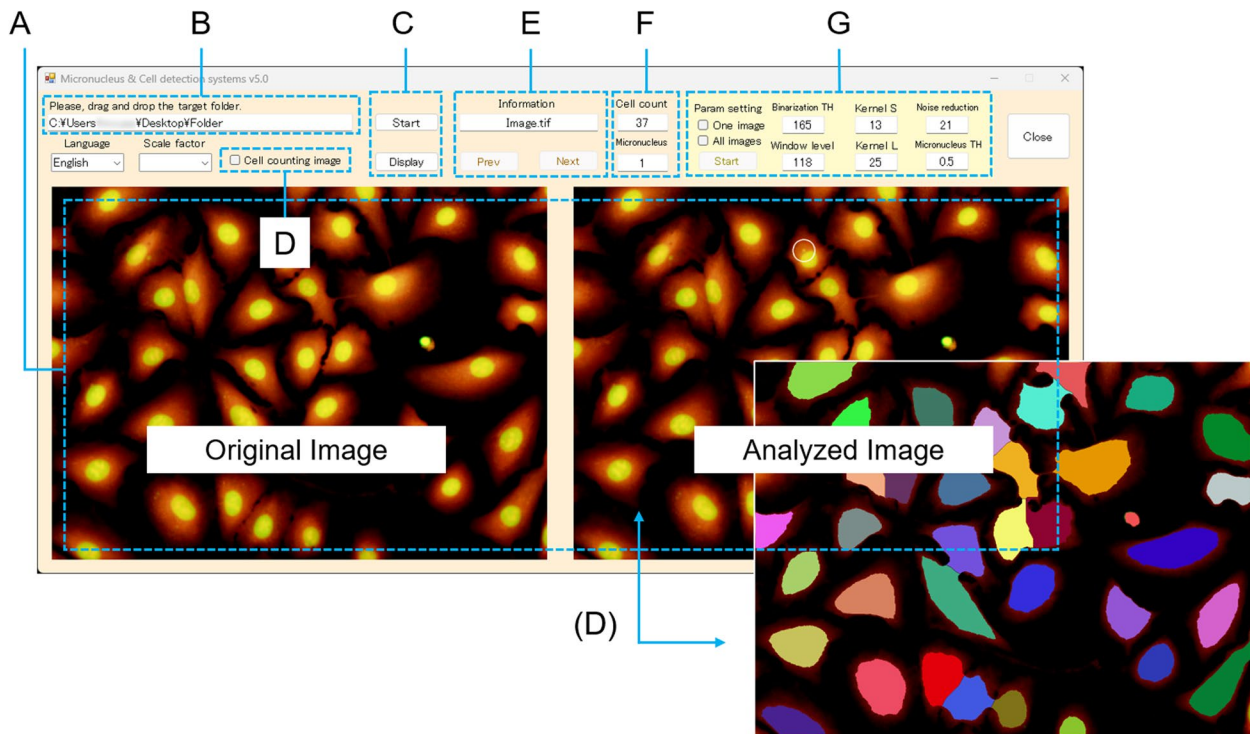 A B C E F G
Micronucleus & Cell detection systems v5.0
Please, drag and drop the target folder.
C:¥Users ¥Desktop¥Folder
Language Scale factor
English
Cell counting image
Start
Display
Information
Image.tif
Prev Next
Cell count
37
Micronucleus
1
Param setting Binarization TH Kernel S Noise reduction
One image 165 13 21
All images Window level Kernel L Micronucleus TH
Start 118 25 0.5
Close
D
Original Image
Analyzed Image
(D)